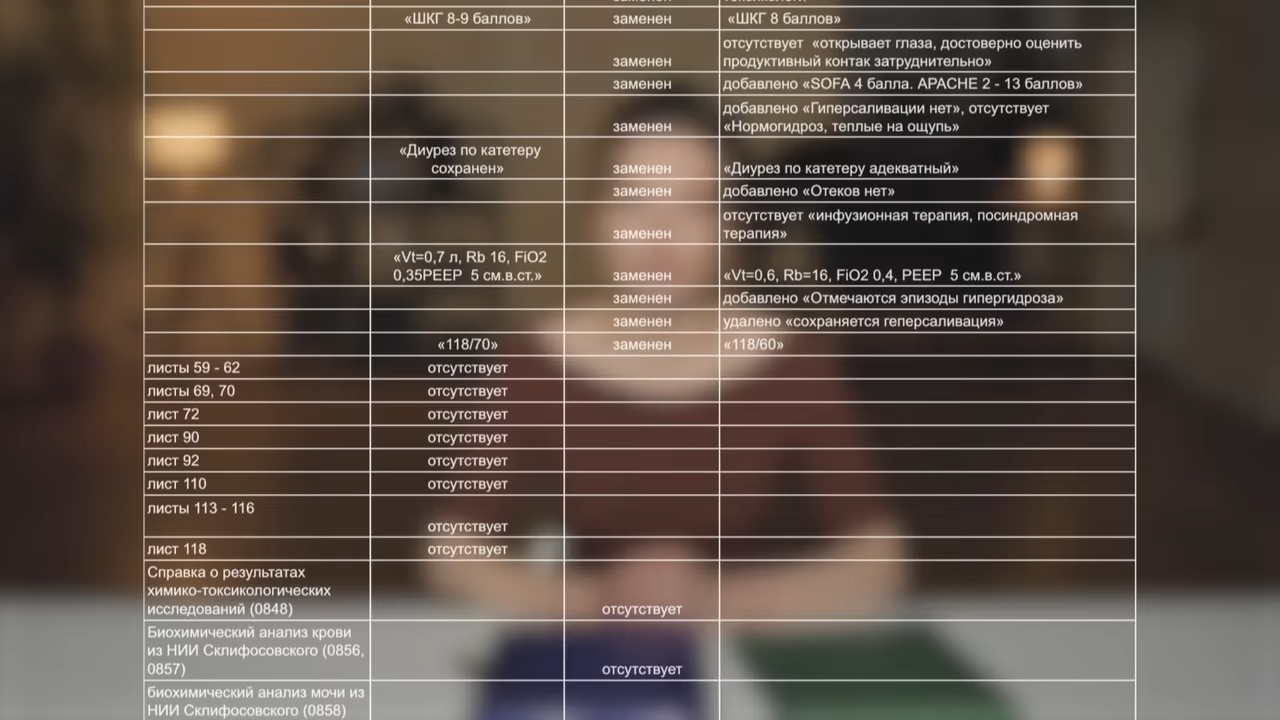 «ШКГ 8-9 баллов»
заменен
«ШКГ 8 баллов»
отсутствует «открывает глаза, достоверно оценить
продуктивный контак затруднительно»
заменен
заменен
добавлено «SOFA 4 балла. APACHE 2 - 13 баллов»
добавлено «Гиперсаливации нет», отсутствует
«Нормогидроз, теплые на ощупь»
заменен
«Диурез по катетеру
сохранен»
заменен
«Диурез по катетеру адекватный»
заменен
добавлено «Отеков нет»
отсутствует «инфузионная терапия, посиндромная
терапия»
заменен
«Vt=0,7 л, Rb 16, FiO2
0,35PEEP 5 см.в.ст.»
заменен
«Vt=0,6, Rb=16, FiO2 0,4, PEEP 5 см.в.ст.»
заменен
добавлено «Отмечаются эпизоды гипергидроза»
заменен
удалено «сохраняется геперсаливация»
«118/70»
заменен
«118/60»
листы 59 - 62
отсутствует
листы 69, 70
отсутствует
лист 72
отсутствует
лист 90
отсутствует
лист 92
отсутствует
лист 110
отсутствует
листы 113 - 116
отсутствует
лист 118
отсутствует
Справка о результатах
химико-токсикологических
исследований (0848)
отсутствует
Биохимический анализ крови
из НИИ Склифосовского (0856,
0857)
отсутствует
биохимический анализ мочи из
НИИ Склифосовского (0858)